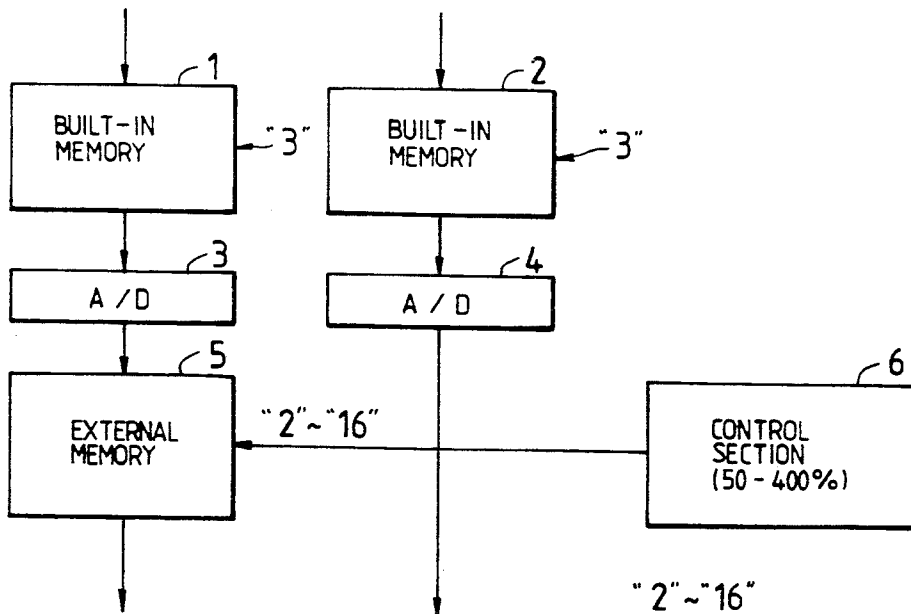 1
2
BUILT-IN
MEMORY
"3"
BUILT-IN
MEMORY
"3"
3
A/D
4
A/D
5
EXTERNAL
MEMORY
"2"~"16"
6
CONTROL
SECTION
(50-400%)
"2"~"16"